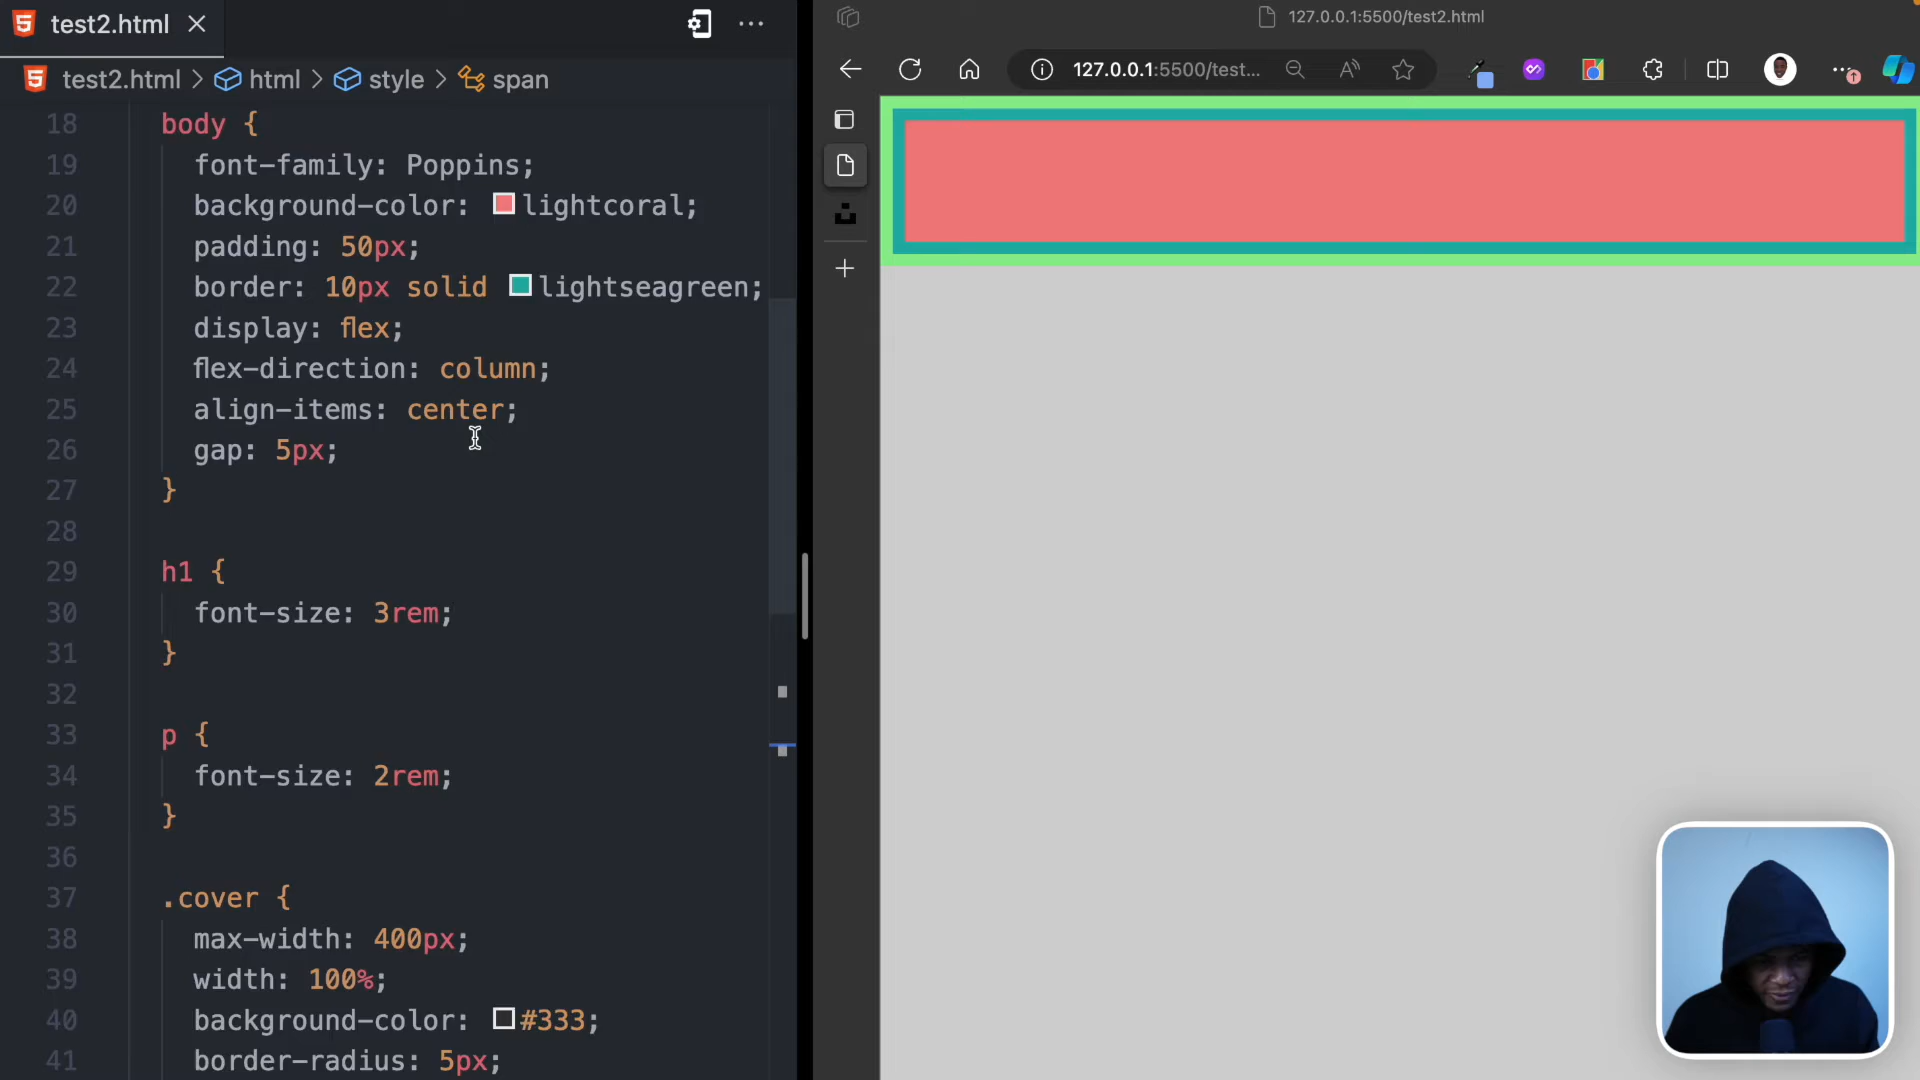 test2.html
test2.html > html > style > span
18 body {
19 font-family: Poppins;
20 background-color: lightcoral;
21 padding: 50px;
22 border: 10px solid lightseagreen;
23 display: flex;
24 flex-direction: column;
25 align-items: center;
26 gap: 5px;
27 }
28
29 h1 {
30 font-size: 3rem;
31 }
32
33 p {
34 font-size: 2rem;
35 }
36
37 .cover {
38 max-width: 400px;
39 width: 100%;
40 background-color: #333;
41 border-radius: 5px;
127.0.0.1:5500/test2.html
127.0.0.1:5500/test...